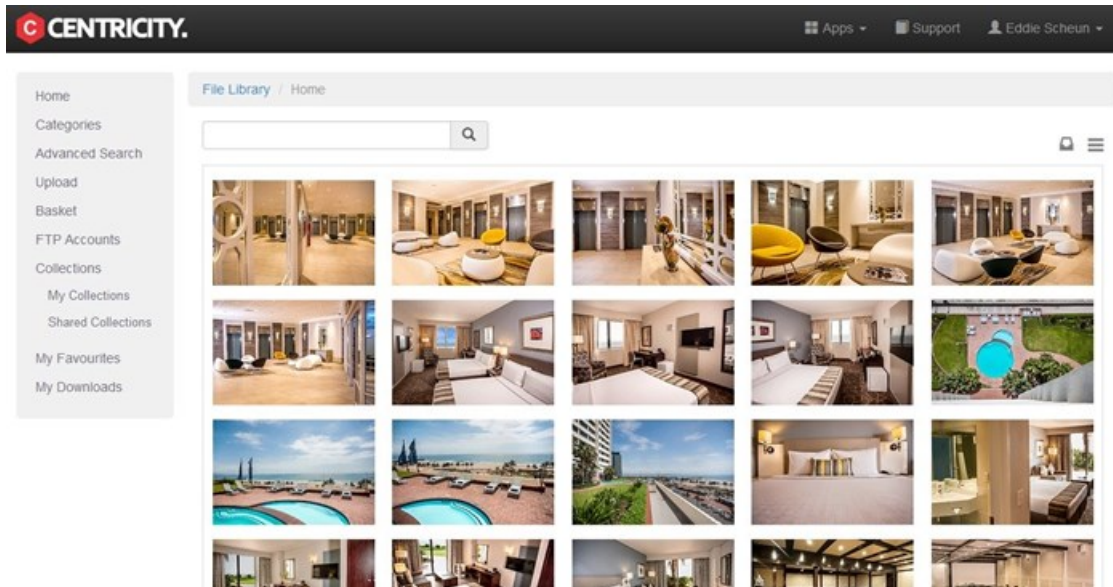 C CENTRICITY.
Apps
Support
Eddie Scheun
Home
Categories
Advanced Search
Upload
Basket
FTP Accounts
Collections
My Collections
Shared Collections
My Favourites
My Downloads
File Library / Home